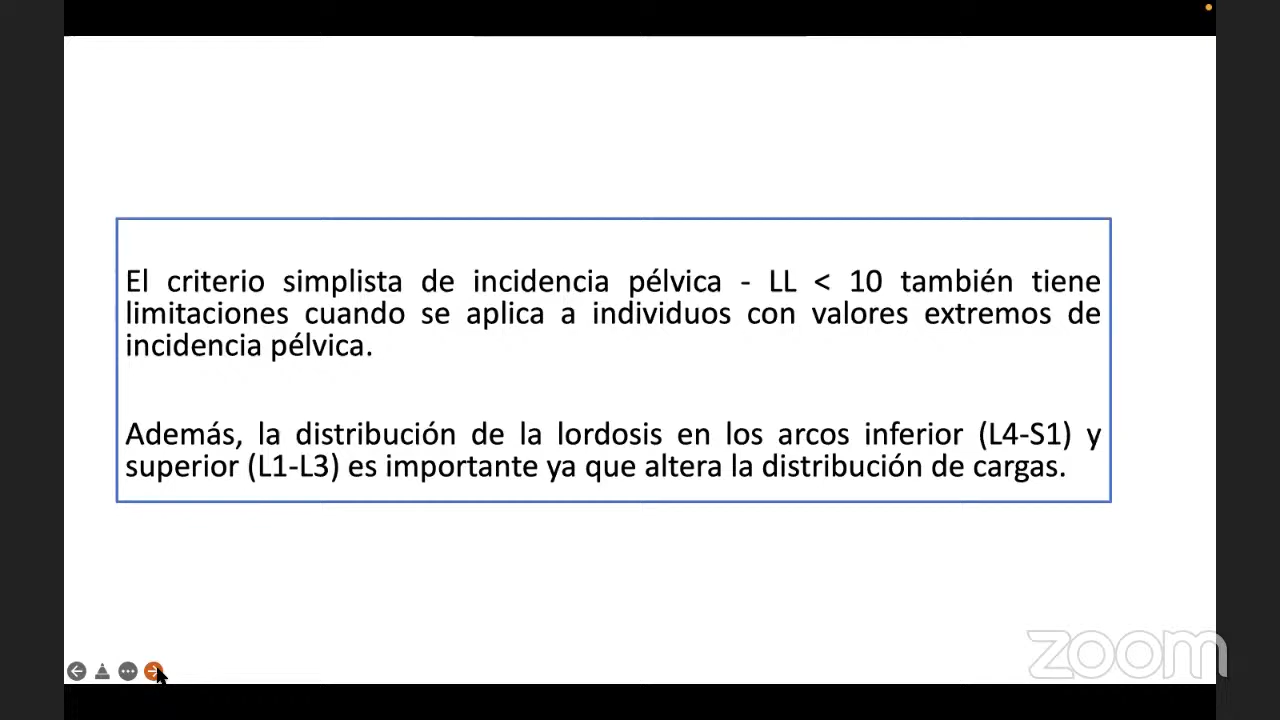 El criterio simplista de incidencia pélvica - LL < 10 también tiene
limitaciones cuando se aplica a individuos con valores extremos de
incidencia pélvica.
Además, la distribución de la lordosis en los arcos inferior (L4-S1) y
superior (L1-L3) es importante ya que altera la distribución de cargas.
zoom